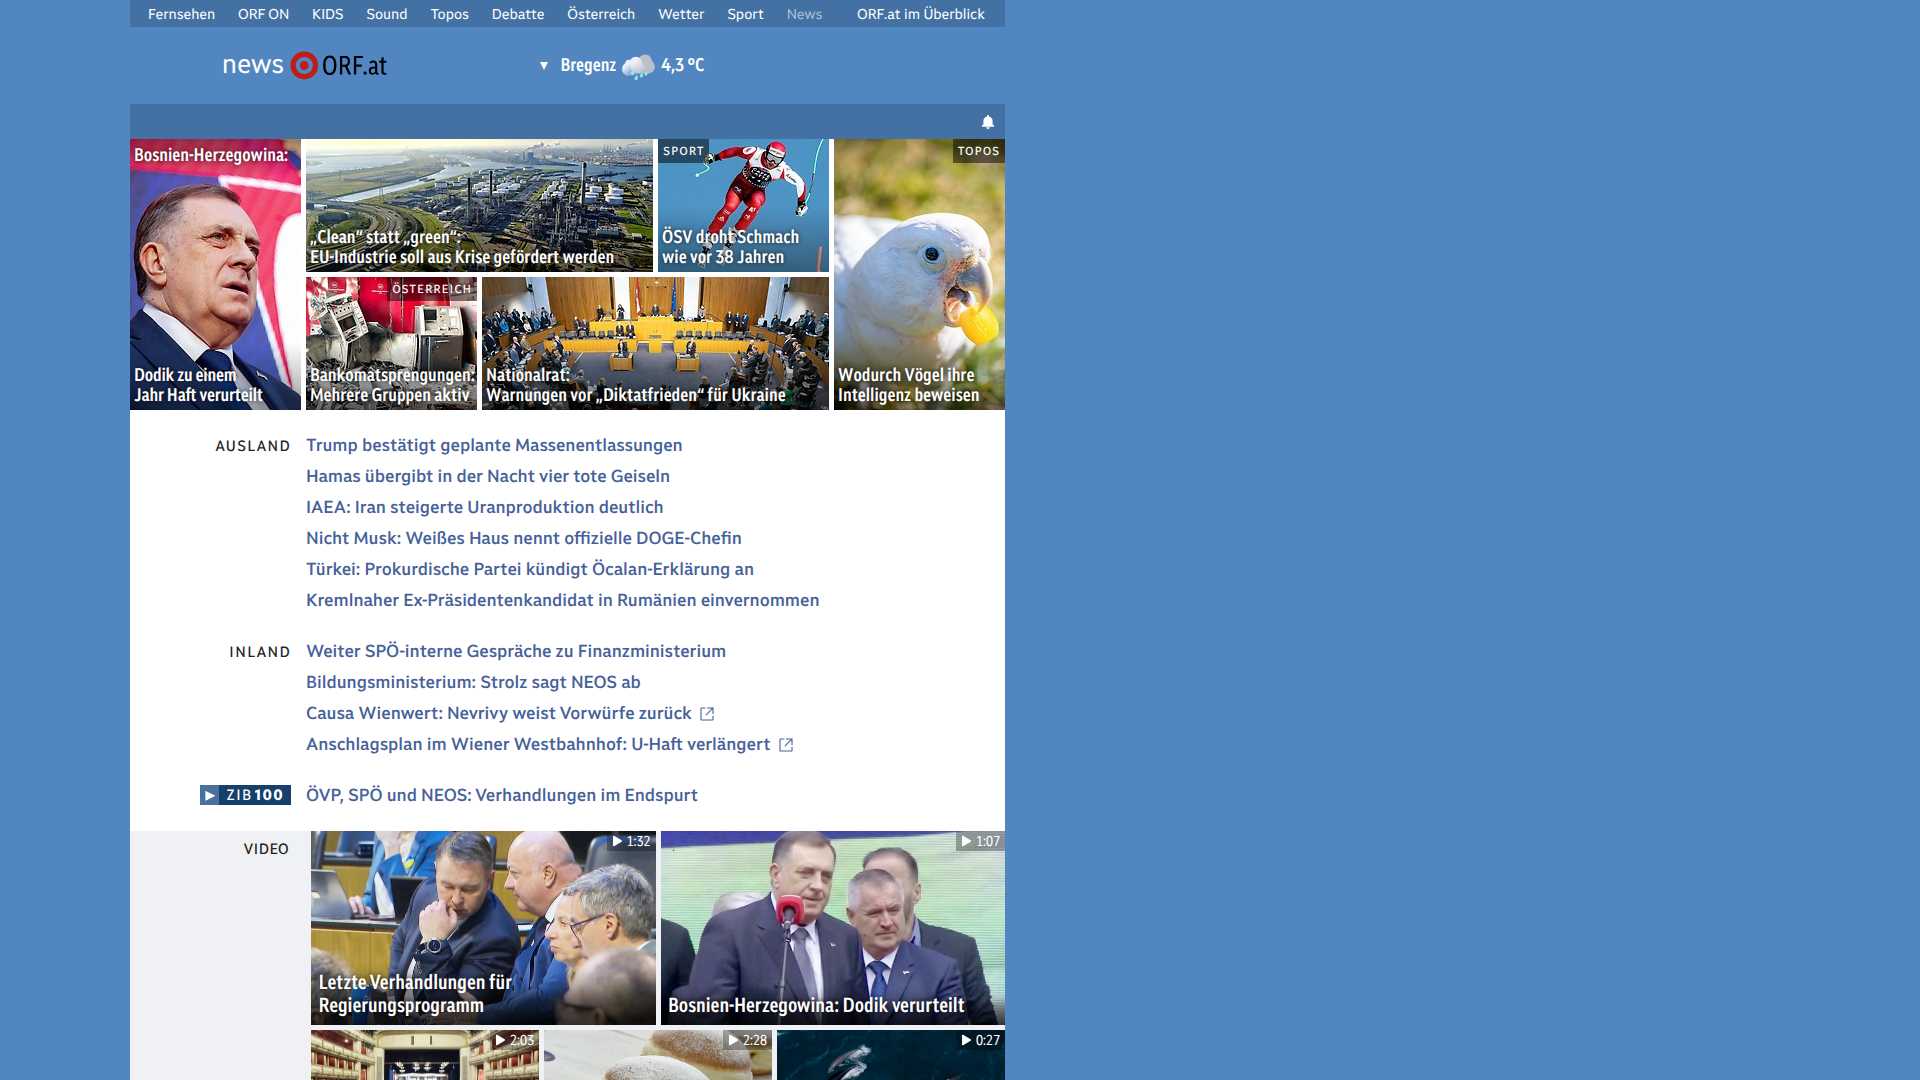 Fernsehen ORF ON KIDS Sound Topos Debatte Österreich Wetter Sport News ORF.at im Überblick
news ORF.at
▼ Bregenz 4,3 °C
Bosnien-Herzegowina:
Dodik zu einem
Jahr Haft verurteilt
„Clean“ statt „green“:
EU-Industrie soll aus Krise gefördert werden
SPORT
ÖSV droht Schmach
wie vor 38 Jahren
TOPOS
Wodurch Vögel ihre
Intelligenz beweisen
ÖSTERREICH
Bankomatsprengungen:
Mehrere Gruppen aktiv
Nationalrat:
Warnungen vor „Diktatfrieden“ für Ukraine
AUSLAND
Trump bestätigt geplante Massenentlassungen
Hamas übergibt in der Nacht vier tote Geiseln
IAEA: Iran steigerte Uranproduktion deutlich
Nicht Musk: Weißes Haus nennt offizielle DOGE-Chefin
Türkei: Prokurdische Partei kündigt Öcalan-Erklärung an
Kremlnaher Ex-Präsidentenkandidat in Rumänien einvernommen
INLAND
Weiter SPÖ-interne Gespräche zu Finanzministerium
Bildungsministerium: Strolz sagt NEOS ab
Causa Wienwert: Nevrivy weist Vorwürfe zurück
Anschlagsplan im Wiener Westbahnhof: U-Haft verlängert
ZIB100
ÖVP, SPÖ und NEOS: Verhandlungen im Endspurt
VIDEO
1:32
Letzte Verhandlungen für
Regierungsprogramm
1:07
Bosnien-Herzegowina: Dodik verurteilt
2:03
2:28
0:27